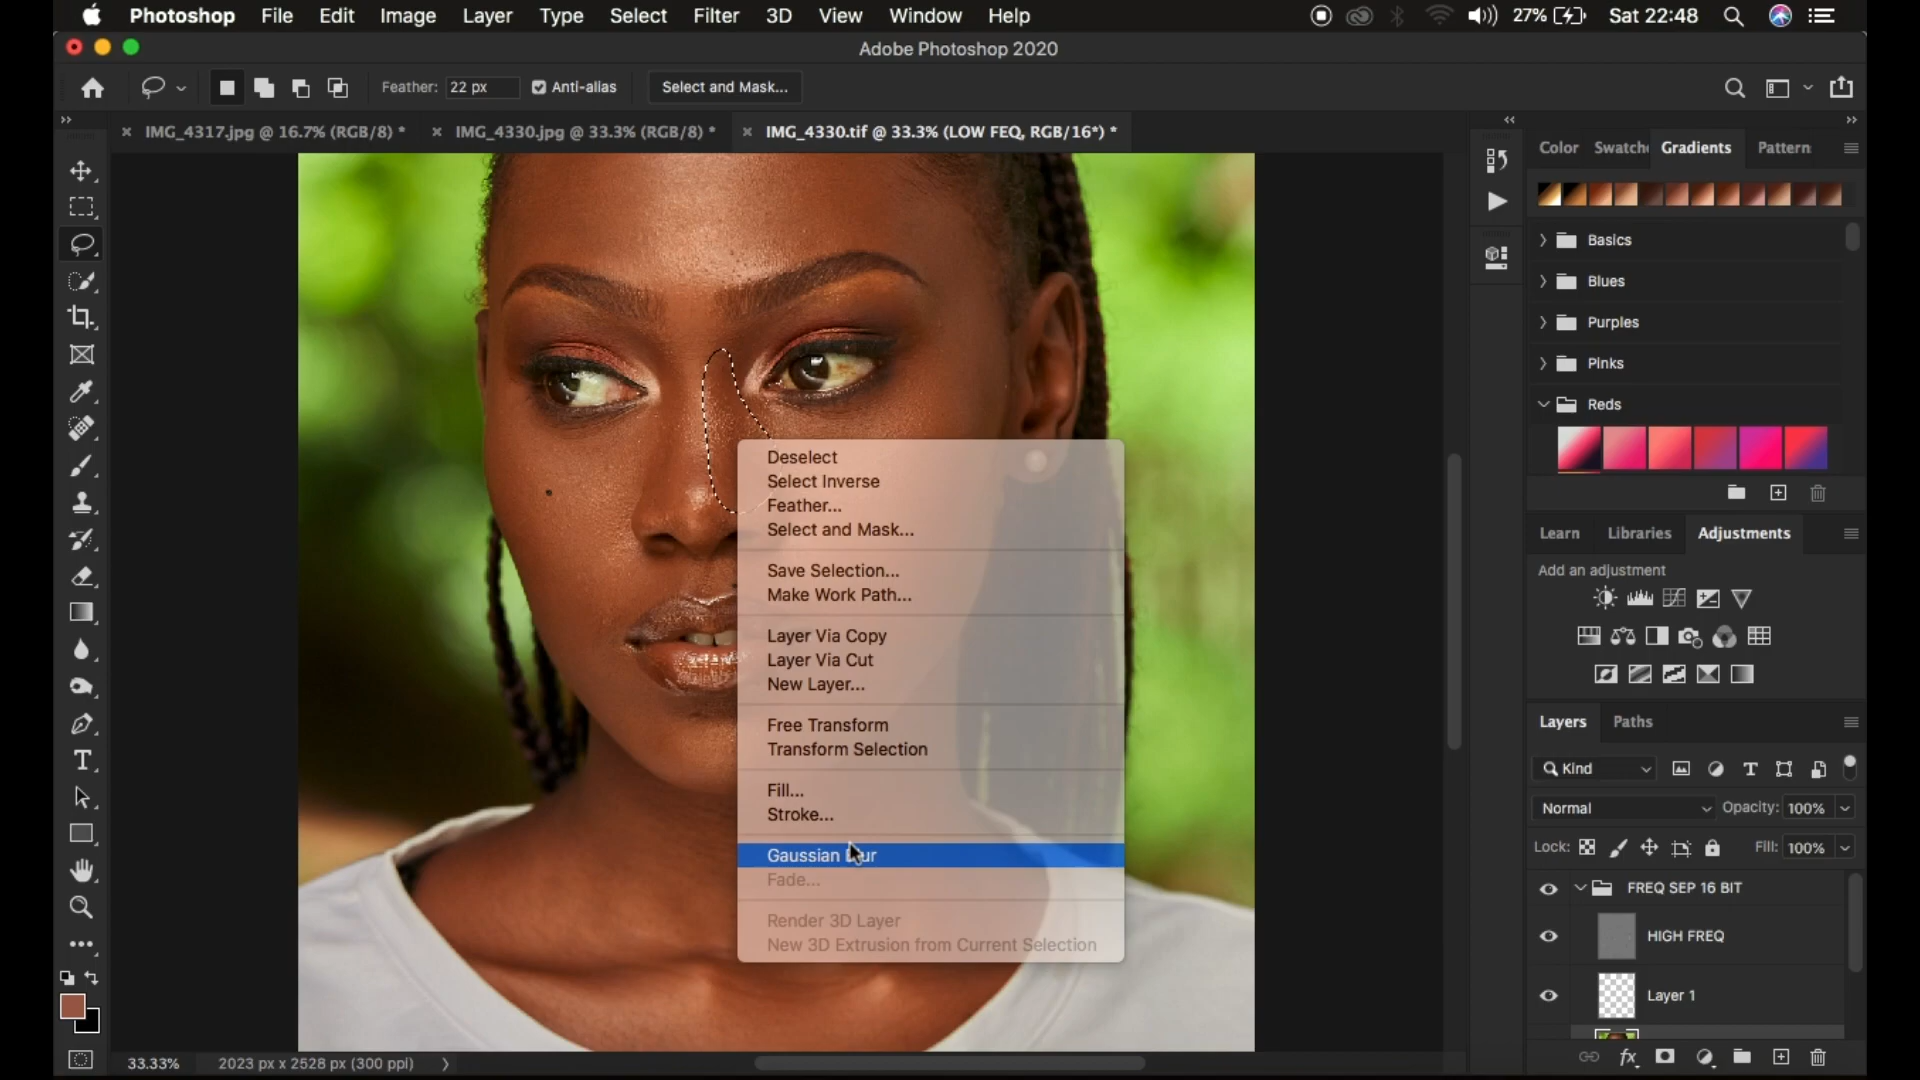 Photoshop File Edit Image Layer Type Select Filter 3D View Window Help 27% Sat 22:48
Adobe Photoshop 2020
Feather: 22 px Anti-alias Select and Mask...
IMG_4317.jpg @ 16.7% (RGB/8) * IMG_4330.jpg @ 33.3% (RGB/8) * IMG_4330.tif @ 33.3% (LOW FEQ, RGB/16*) *
Color Swatche Gradients Pattern
Basics
Blues
Purples
Pinks
Reds
Deselect
Select Inverse
Feather...
Select and Mask...
Save Selection...
Make Work Path...
Layer Via Copy
Layer Via Cut
New Layer...
Free Transform
Transform Selection
Fill...
Stroke...
Gaussian
Fade...
Render 3D Layer
New 3D Extrusion from Current Selection
Learn Libraries Adjustments
Add an adjustment
Layers Paths
Kind
Normal Opacity: 100%
Lock: Fill: 100%
FREQ SEP 16 BIT
HIGH FREQ
Layer 1
33.33% 2023 px x 2528 px (300 ppi)